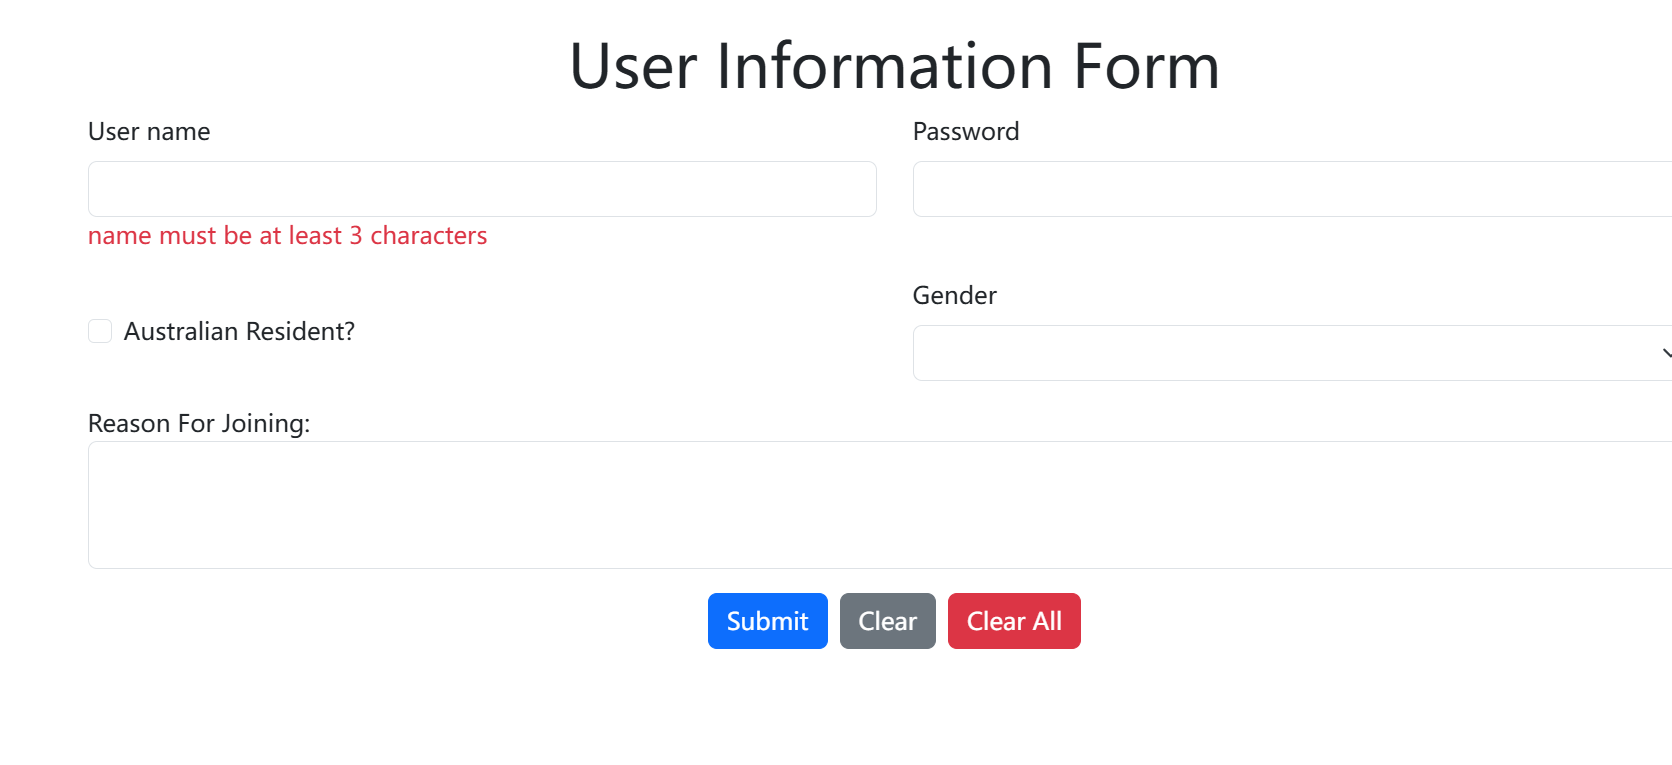 User Information Form
User name
Password
name must be at least 3 characters
Gender
Australian Resident?
Reason For Joining:
Submit
Clear
Clear All